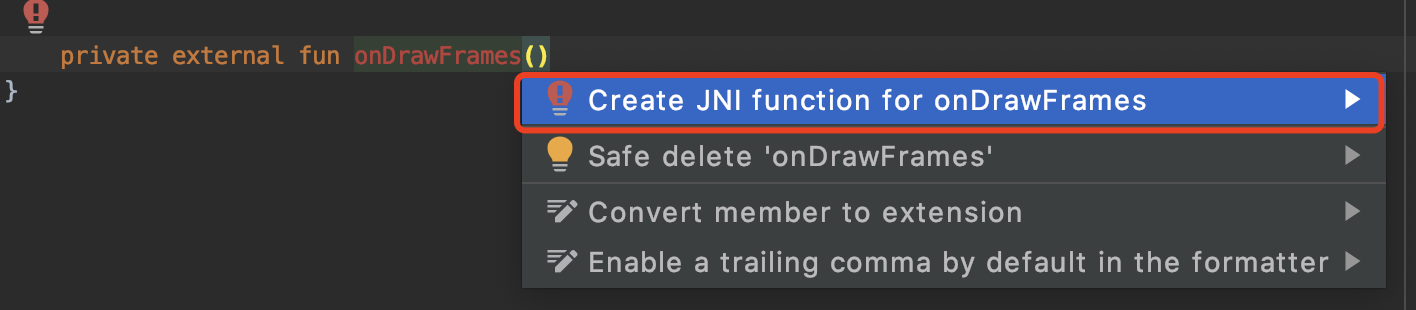 private external fun onDrawFrames()
}
Create JNI function for onDrawFrames
Safe delete 'onDrawFrames'
Convert member to extension
Enable a trailing comma by default in the formatter